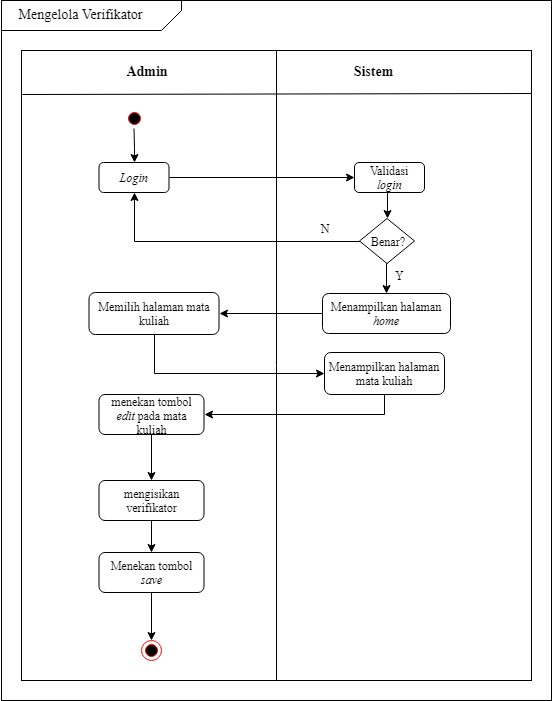 Mengelola Verifikator
Admin
Sistem
Login
Validasi
login
N
Benar?
Y
Memilih halaman mata
kuliah
Menampilkan halaman
home
Menampilkan halaman
mata kuliah
menekan tombol
edit pada mata
kuliah
mengisikan
verifikator
Menekan tombol
save